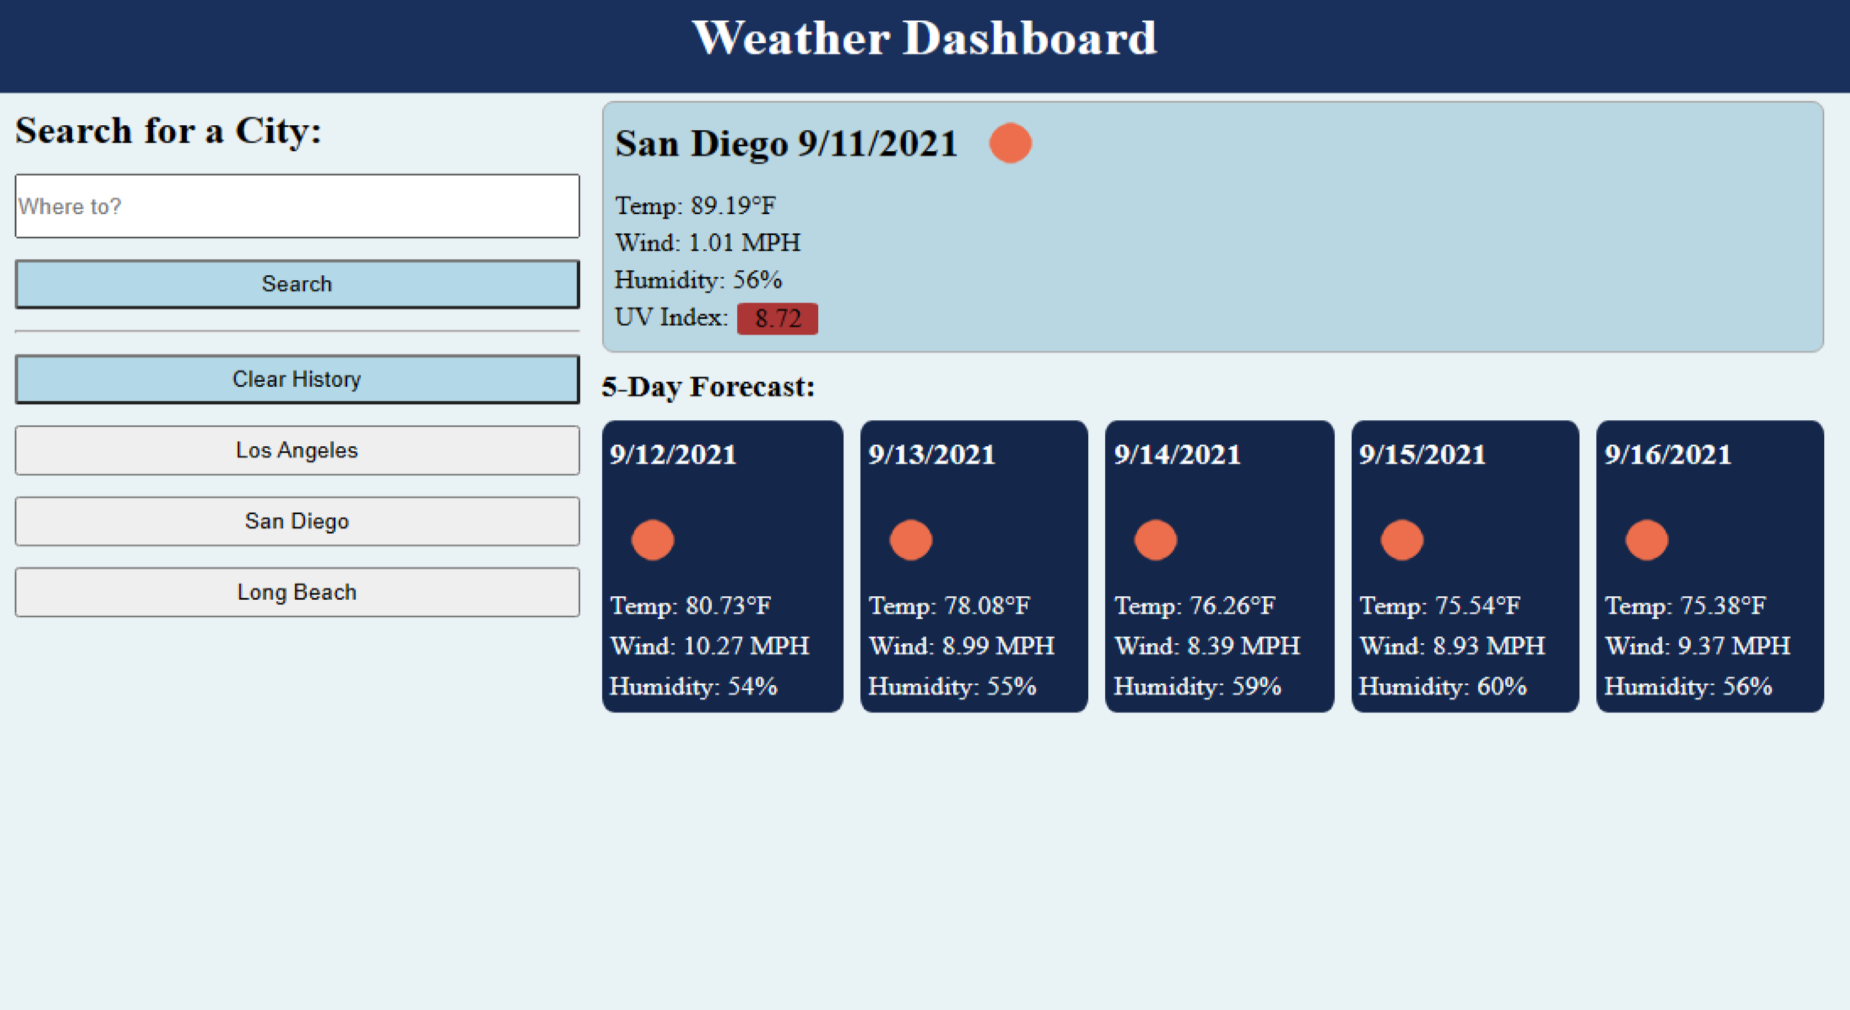 Weather Dashboard
Search for a City:
Where to?
Search
Clear History
Los Angeles
San Diego
Long Beach
San Diego 9/11/2021
Temp: 89.19°F
Wind: 1.01 MPH
Humidity: 56%
UV Index: 8.72
5-Day Forecast:
9/12/2021
Temp: 80.73°F
Wind: 10.27 MPH
Humidity: 54%
9/13/2021
Temp: 78.08°F
Wind: 8.99 MPH
Humidity: 55%
9/14/2021
Temp: 76.26°F
Wind: 8.39 MPH
Humidity: 59%
9/15/2021
Temp: 75.54°F
Wind: 8.93 MPH
Humidity: 60%
9/16/2021
Temp: 75.38°F
Wind: 9.37 MPH
Humidity: 56%